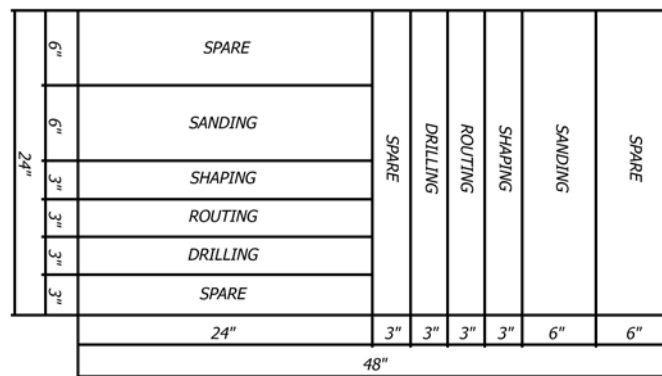 6" SPARE
6" SANDING
24"
3" SHAPING
3" ROUTING
3" DRILLING
3" SPARE
SPARE
DRILLING
ROUTING
SHAPING
SANDING
SPARE
24" 3" 3" 3" 3" 6" 6"
48"